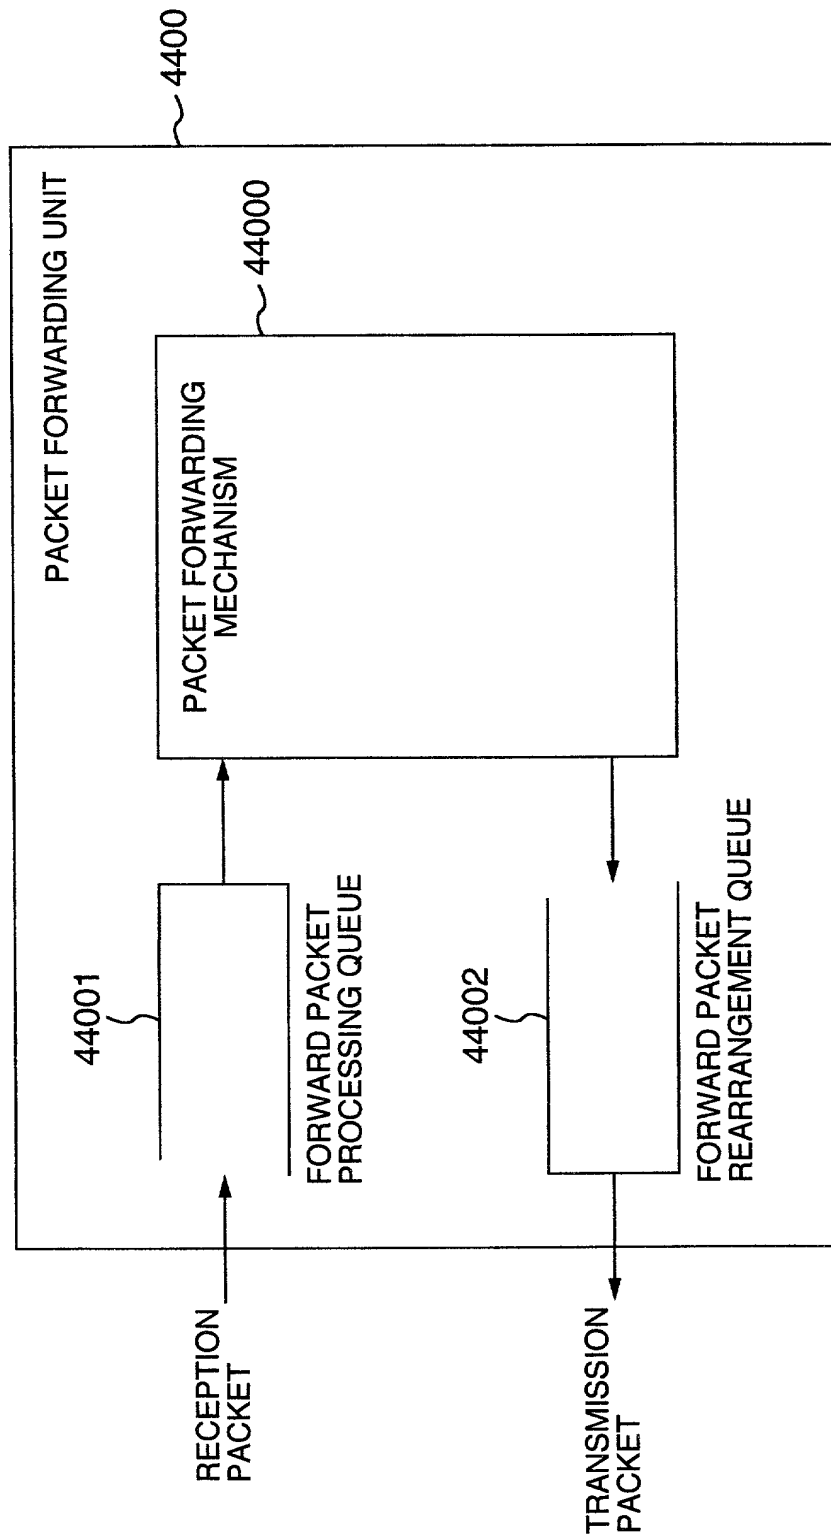 4400
PACKET FORWARDING UNIT
44000
PACKET FORWARDING
MECHANISM
44001
FORWARD PACKET
PROCESSING QUEUE
44002
FORWARD PACKET
REARRANGEMENT QUEUE
RECEPTION
PACKET
TRANSMISSION
PACKET